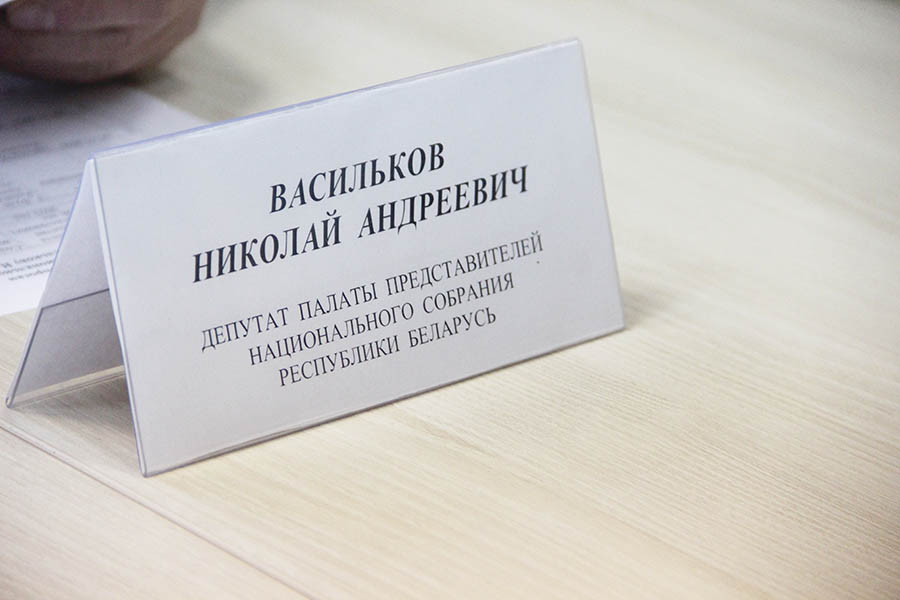 ВАСИЛЬКОВ
НИКОЛАЙ АНДРЕЕВИЧ
ДЕПУТАТ ПАЛАТЫ ПРЕДСТАВИТЕЛЕЙ
НАЦИОНАЛЬНОГО СОБРАНИЯ
РЕСПУБЛИКИ БЕЛАРУСЬ